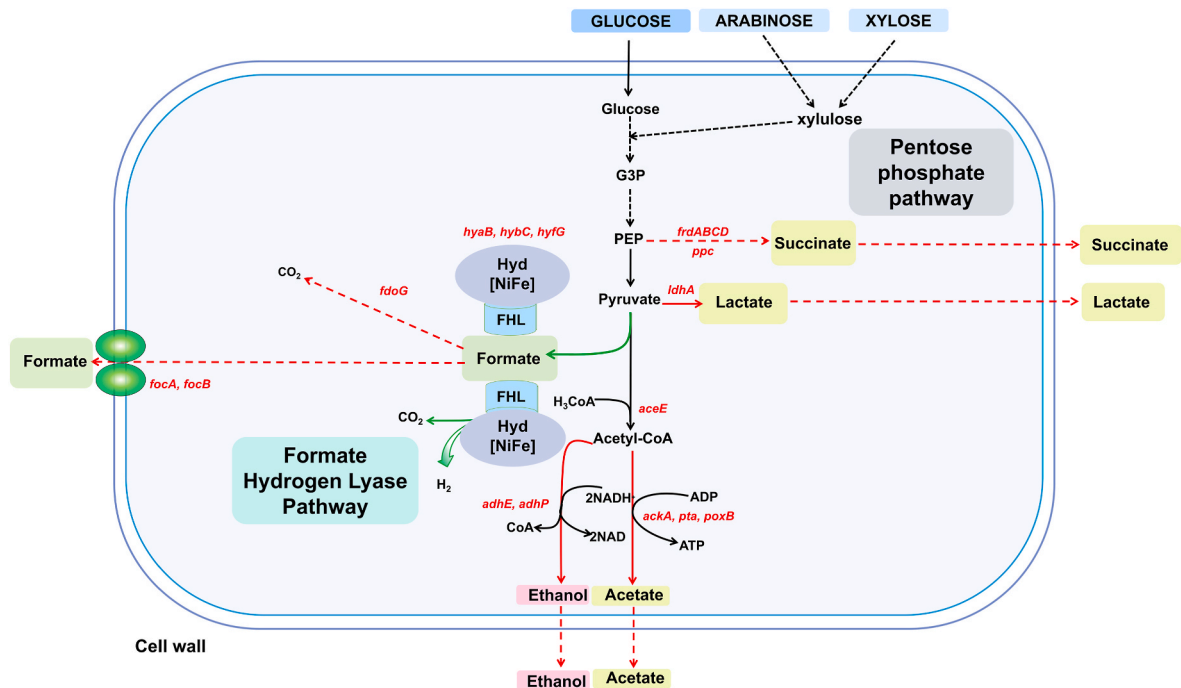 GLUCOSE
ARABINOSE
XYLOSE
Glucose
xylulose
Pentose
phosphate
pathway
G3P
PEP
frdABCD
ppc
Succinate
Succinate
hyaB, hybC, hyfG
Hyd
[NiFe]
FHL
CO2
fdoG
Pyruvate
ldhA
Lactate
Lactate
Formate
Formate
focA, focB
FHL
Hyd
[NiFe]
CO2
H2
H3CoA
aceE
Acetyl-CoA
Formate
Hydrogen Lyase
Pathway
adhE, adhP
2NADH
ADP
ackA, pta, poxB
CoA
2NAD
ATP
Ethanol
Acetate
Cell wall
Ethanol
Acetate